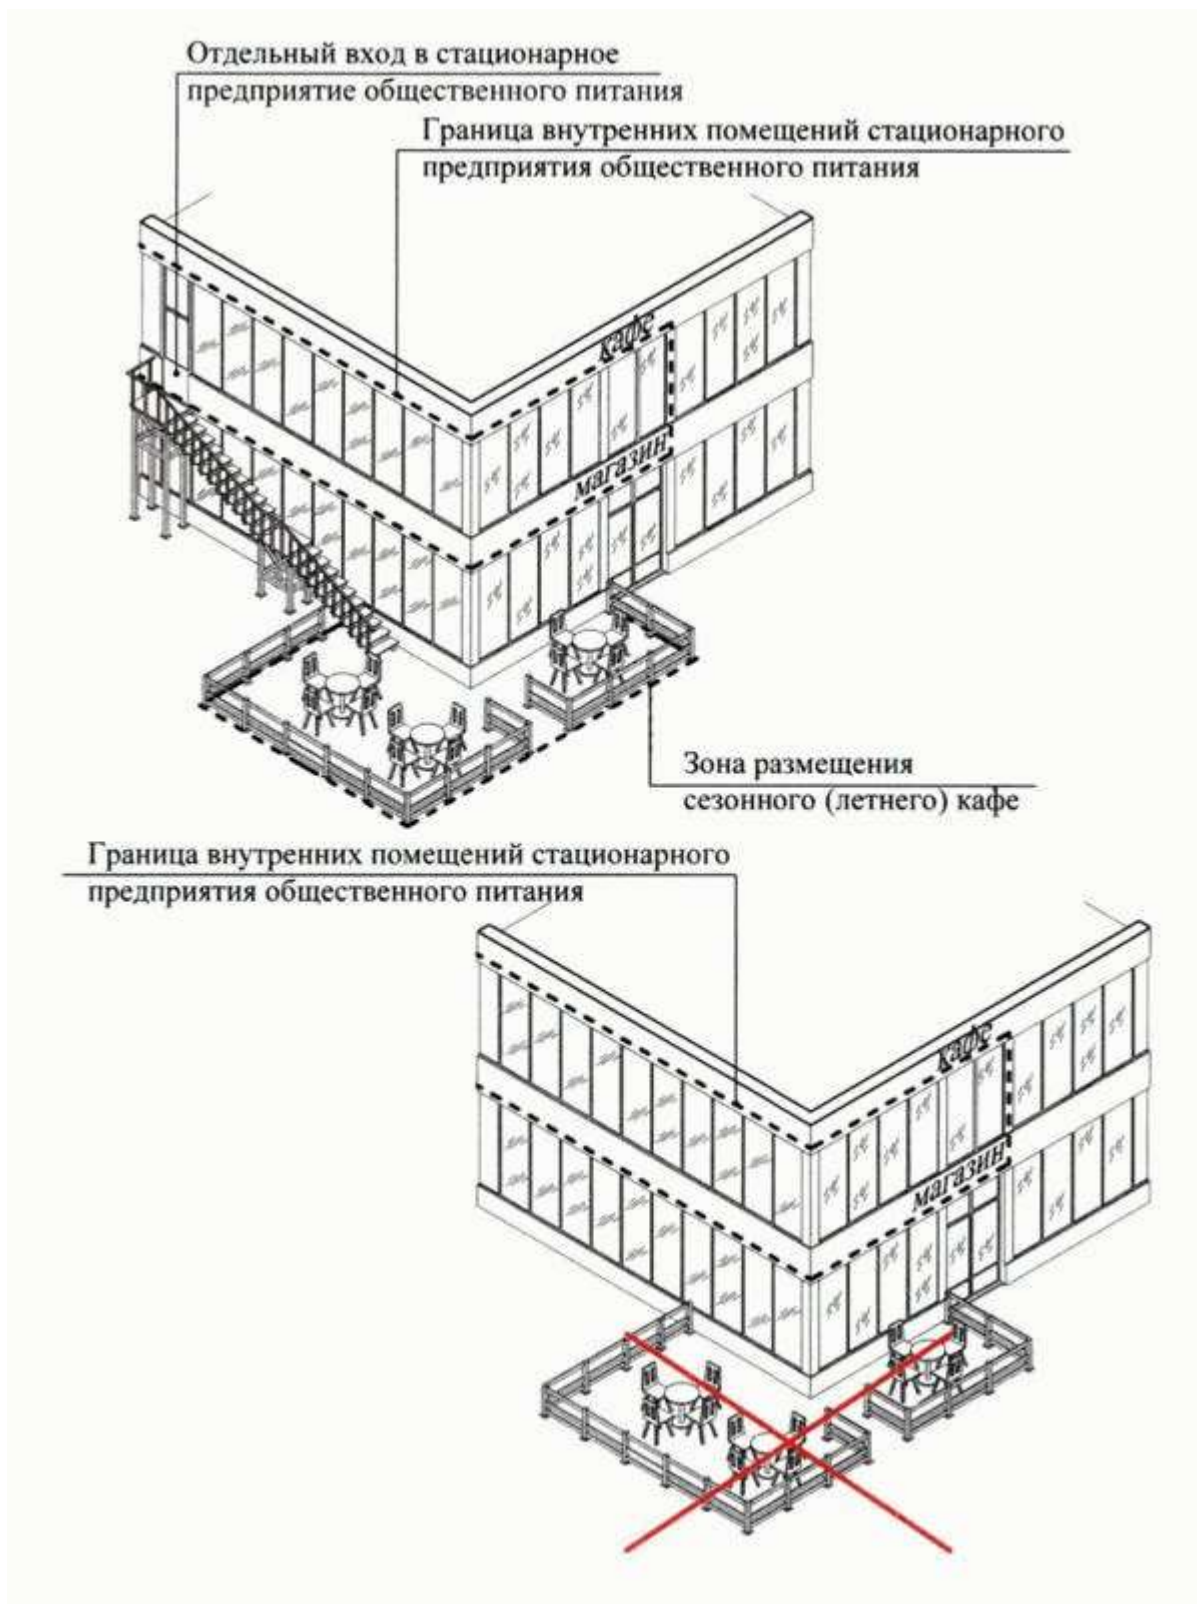 Отдельный вход в стационарное
предприятие общественного питания
Граница внутренних помещений стационарного
предприятия общественного питания
кафе
магазин
Зона размещения
сезонного (летнего) кафе
Граница внутренних помещений стационарного
предприятия общественного питания
кафе
магазин